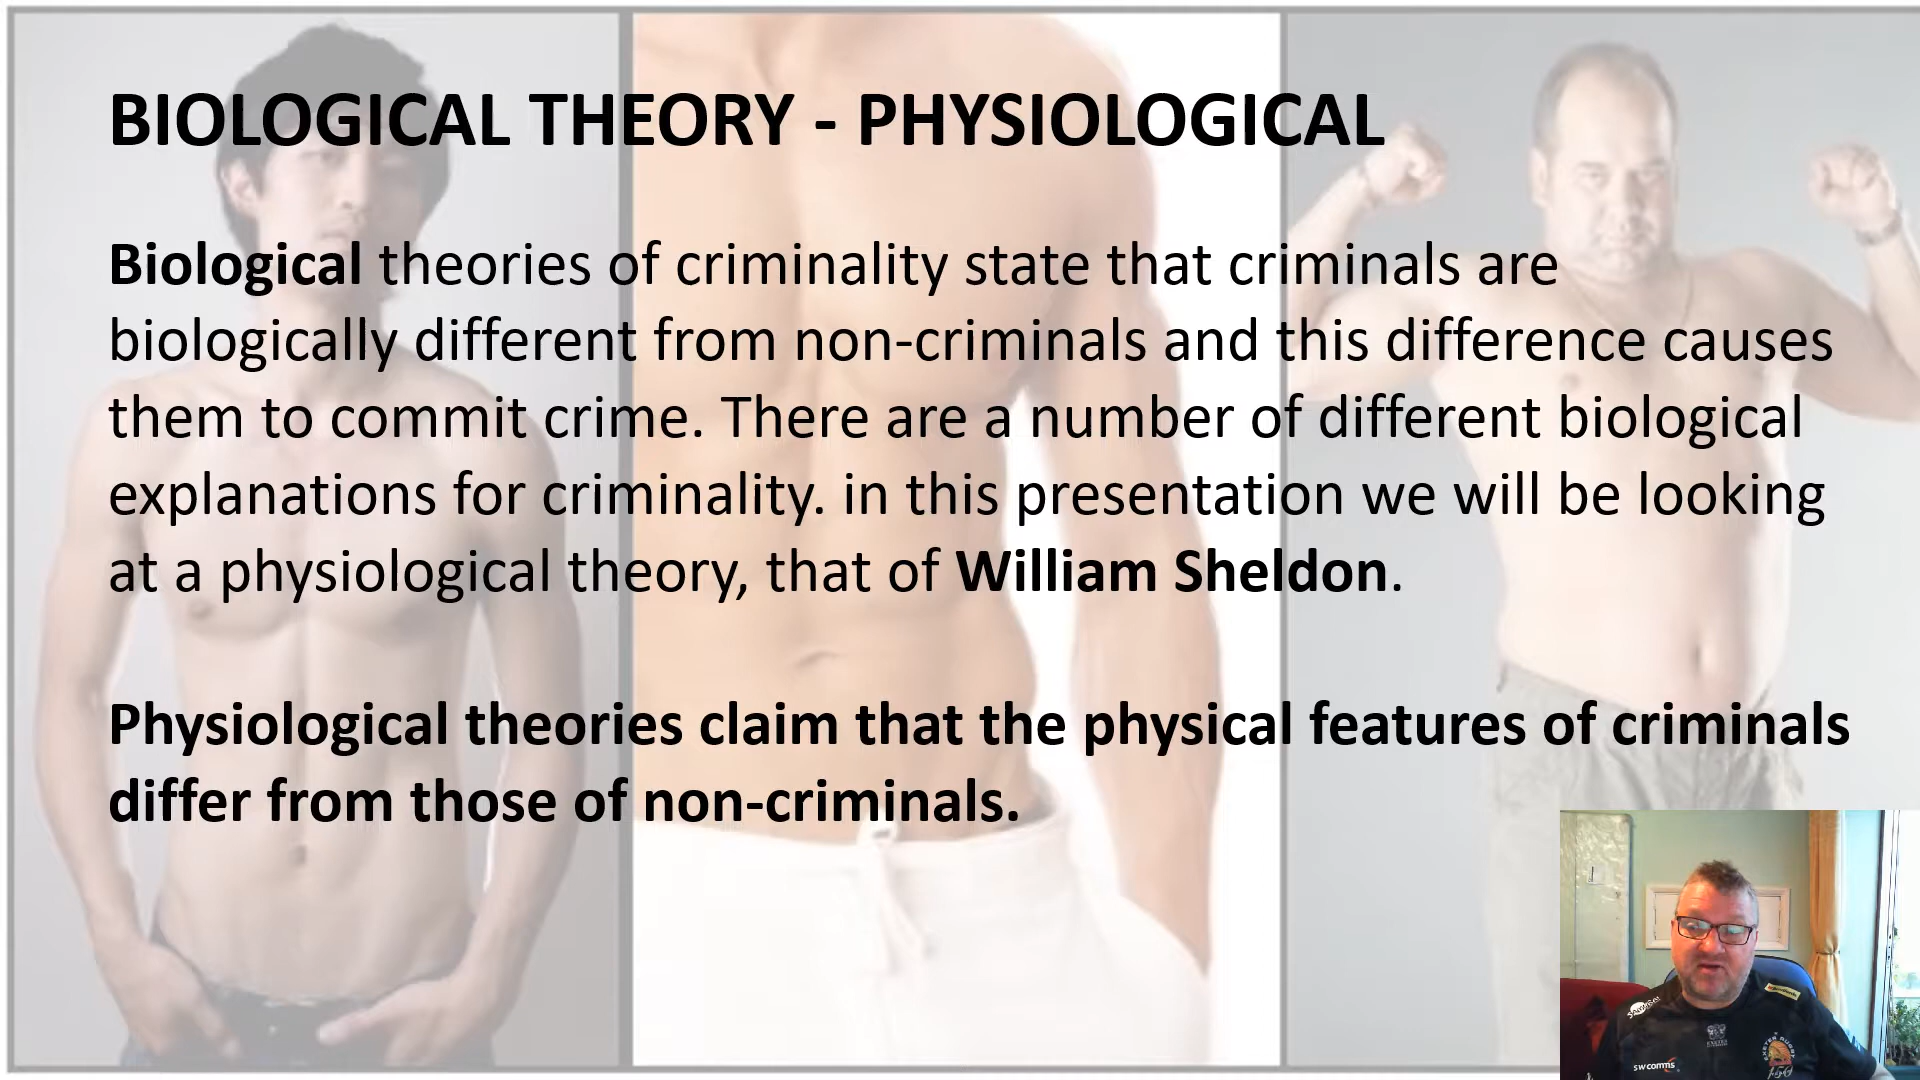 BIOLOGICAL THEORY - PHYSIOLOGICAL
Biological theories of criminality state that criminals are
biologically different from non-criminals and this difference causes
them to commit crime. There are a number of different biological
explanations for criminality. in this presentation we will be looking
at a physiological theory, that of William Sheldon.
Physiological theories claim that the physical features of criminals
differ from those of non-criminals.
swcomms